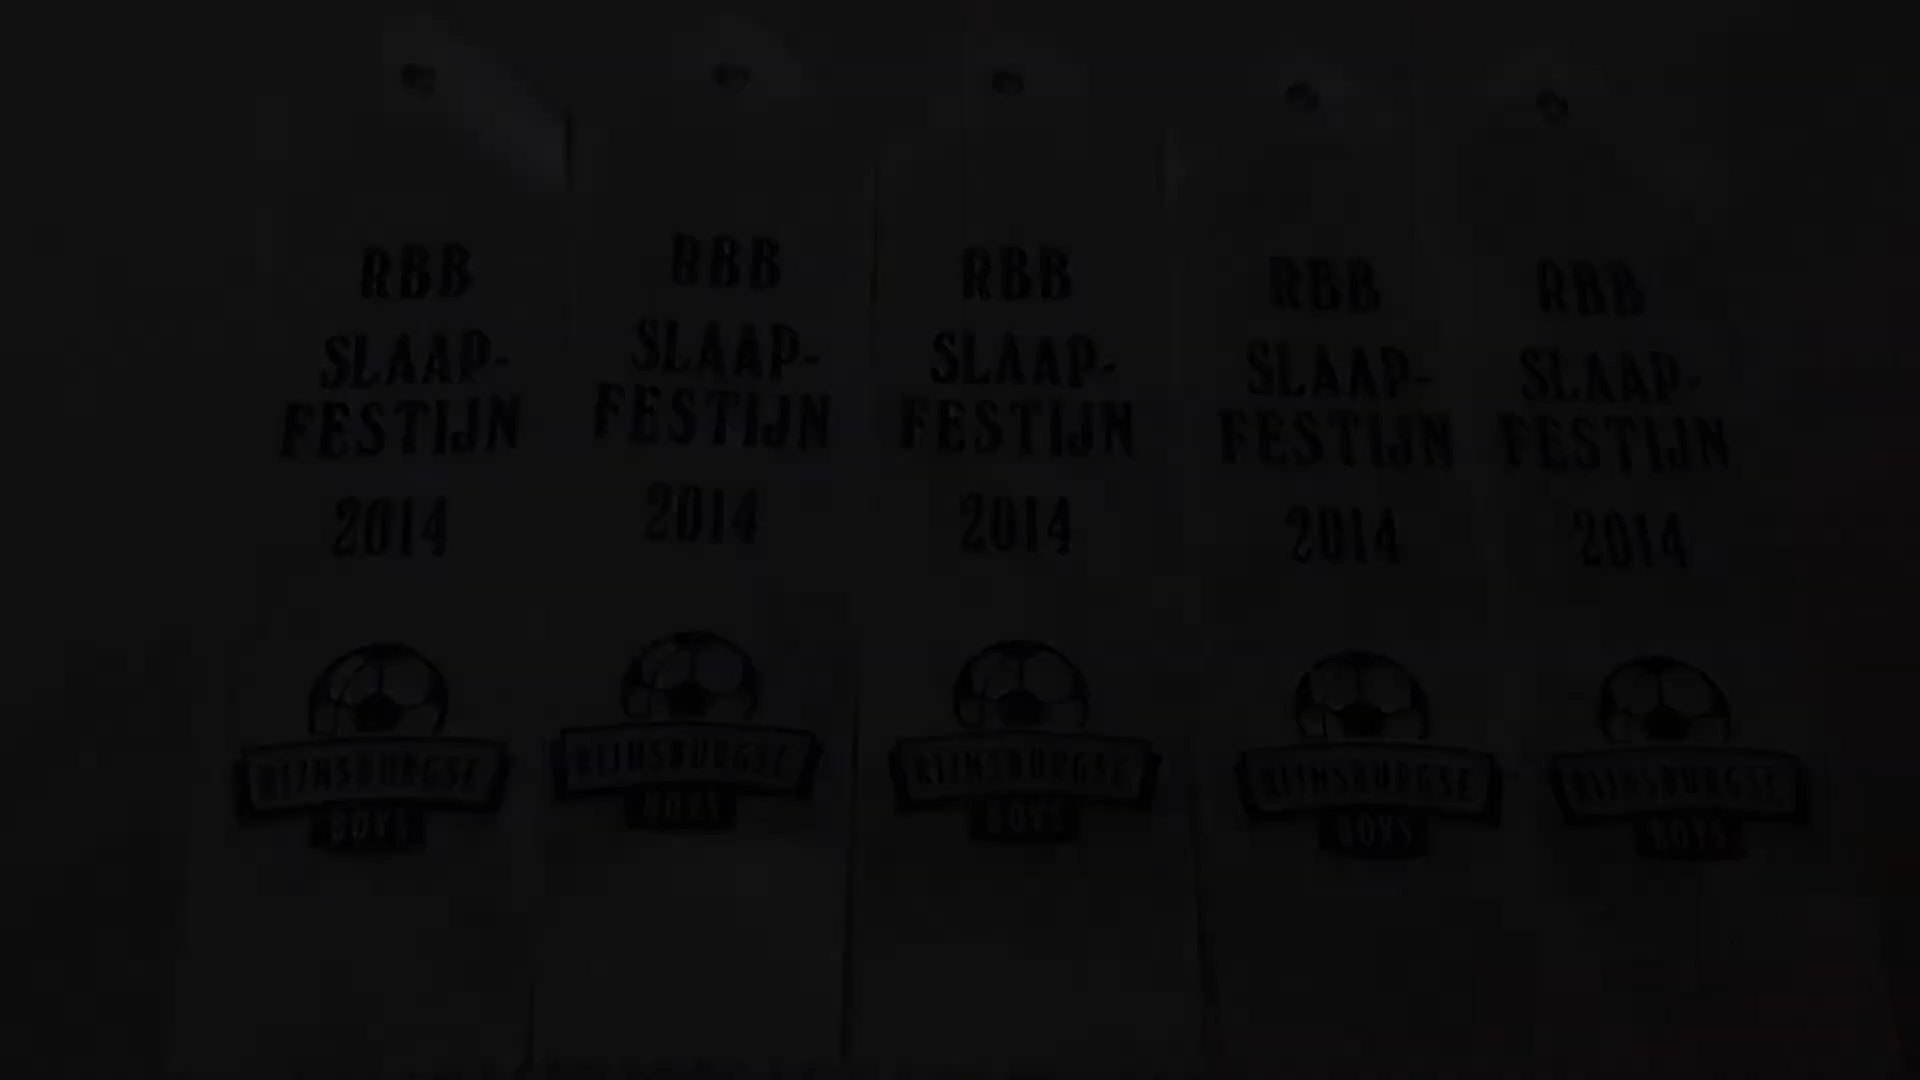 RBB
SLAAP-
FESTIJN
2014
RIJNSBURGSE
BOYS
RBB
SLAAP-
FESTIJN
2014
RIJNSBURGSE
BOYS
RBB
SLAAP-
FESTIJN
2014
RIJNSBURGSE
BOYS
RBB
SLAAP-
FESTIJN
2014
RIJNSBURGSE
BOYS
RBB
SLAAP-
FESTIJN
2014
RIJNSBURGSE
BOYS